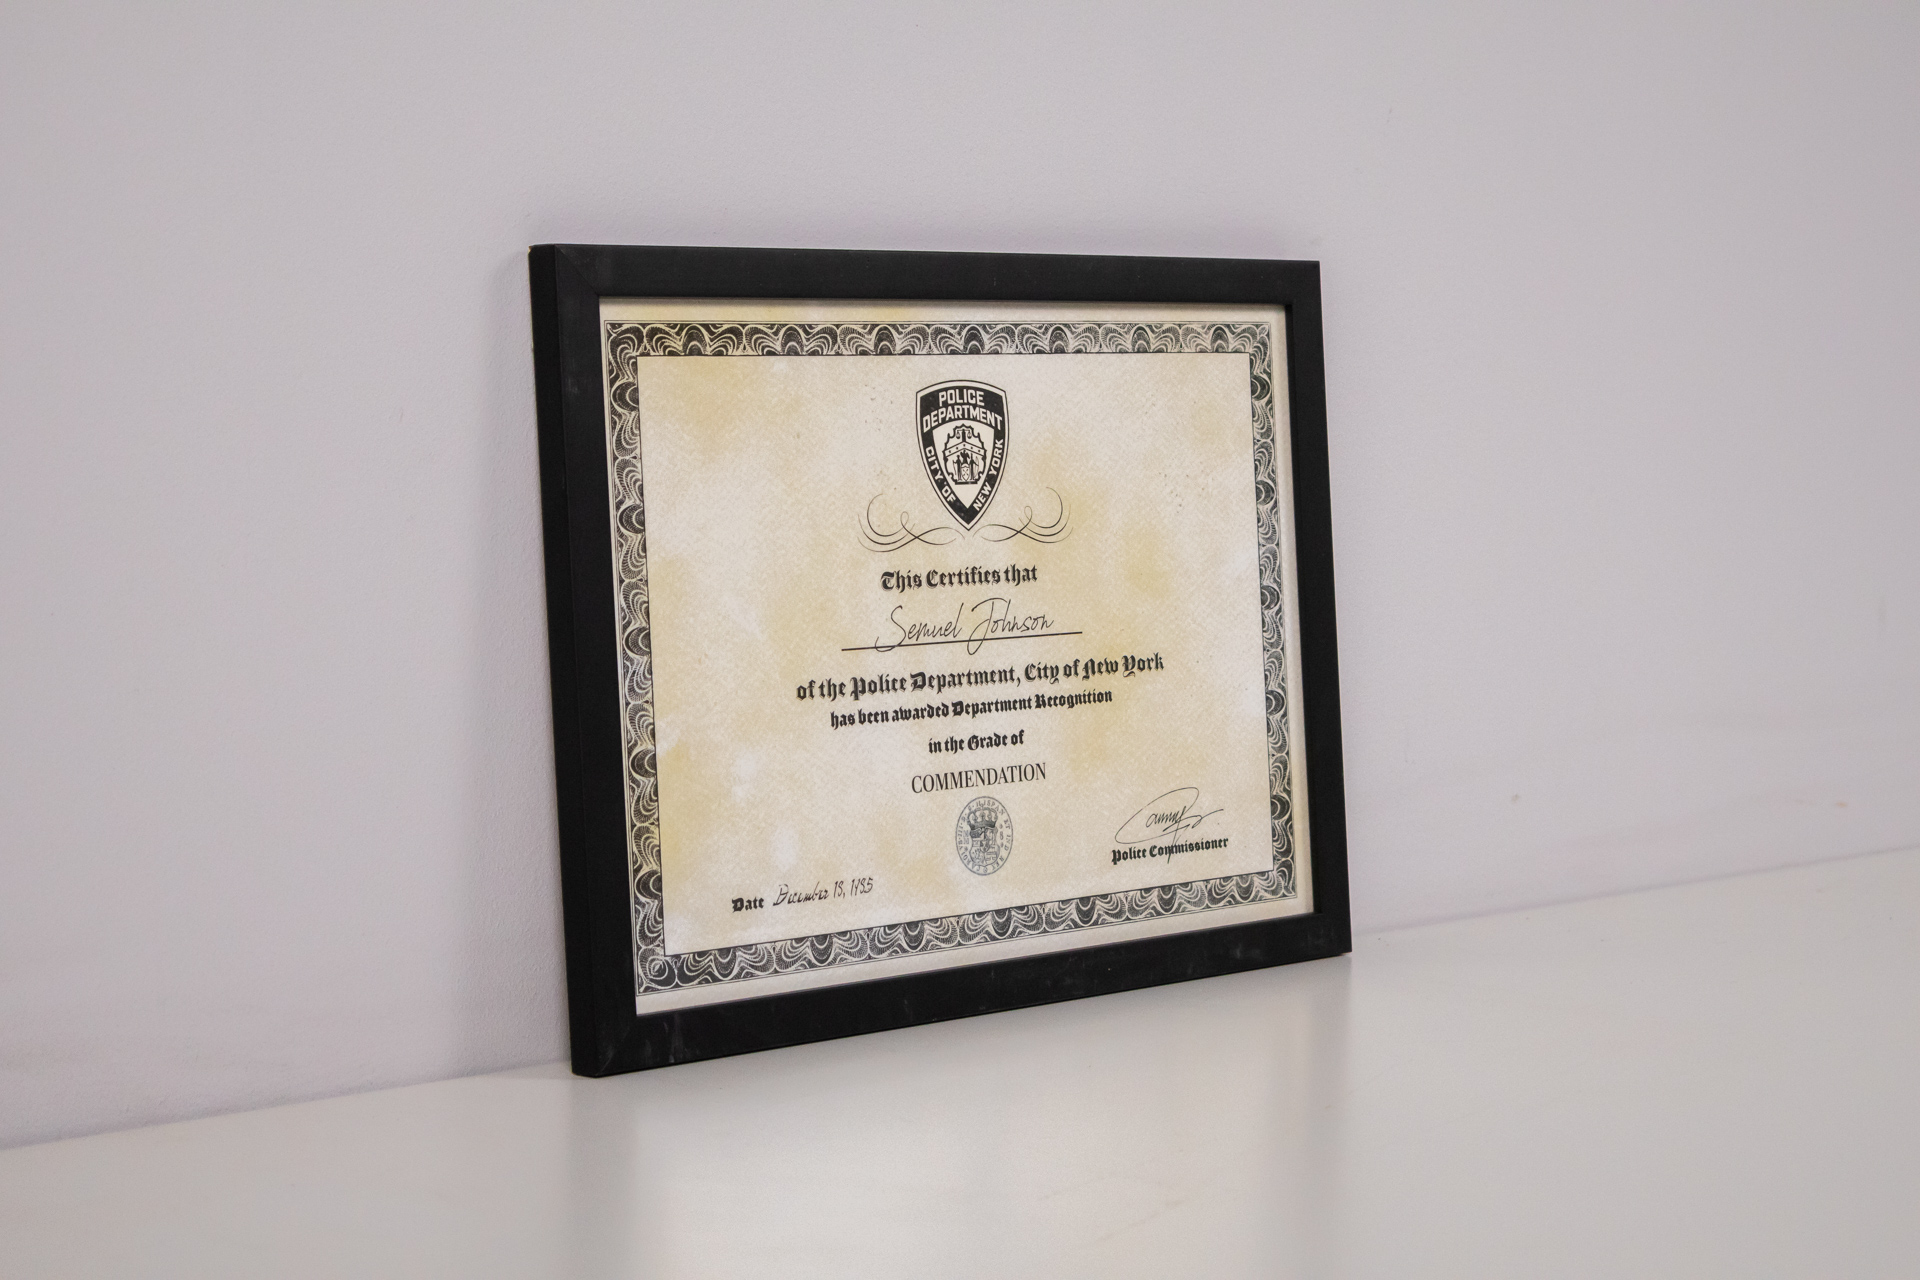 POLICE
DEPARTMENT
CITY OF NEW YORK
This Certifies that
Semuel Johnson
of the Police Department, City of New York
has been awarded Department Recognition
in the Grade of
COMMENDATION
Police Commissioner
Date December 18, 1985